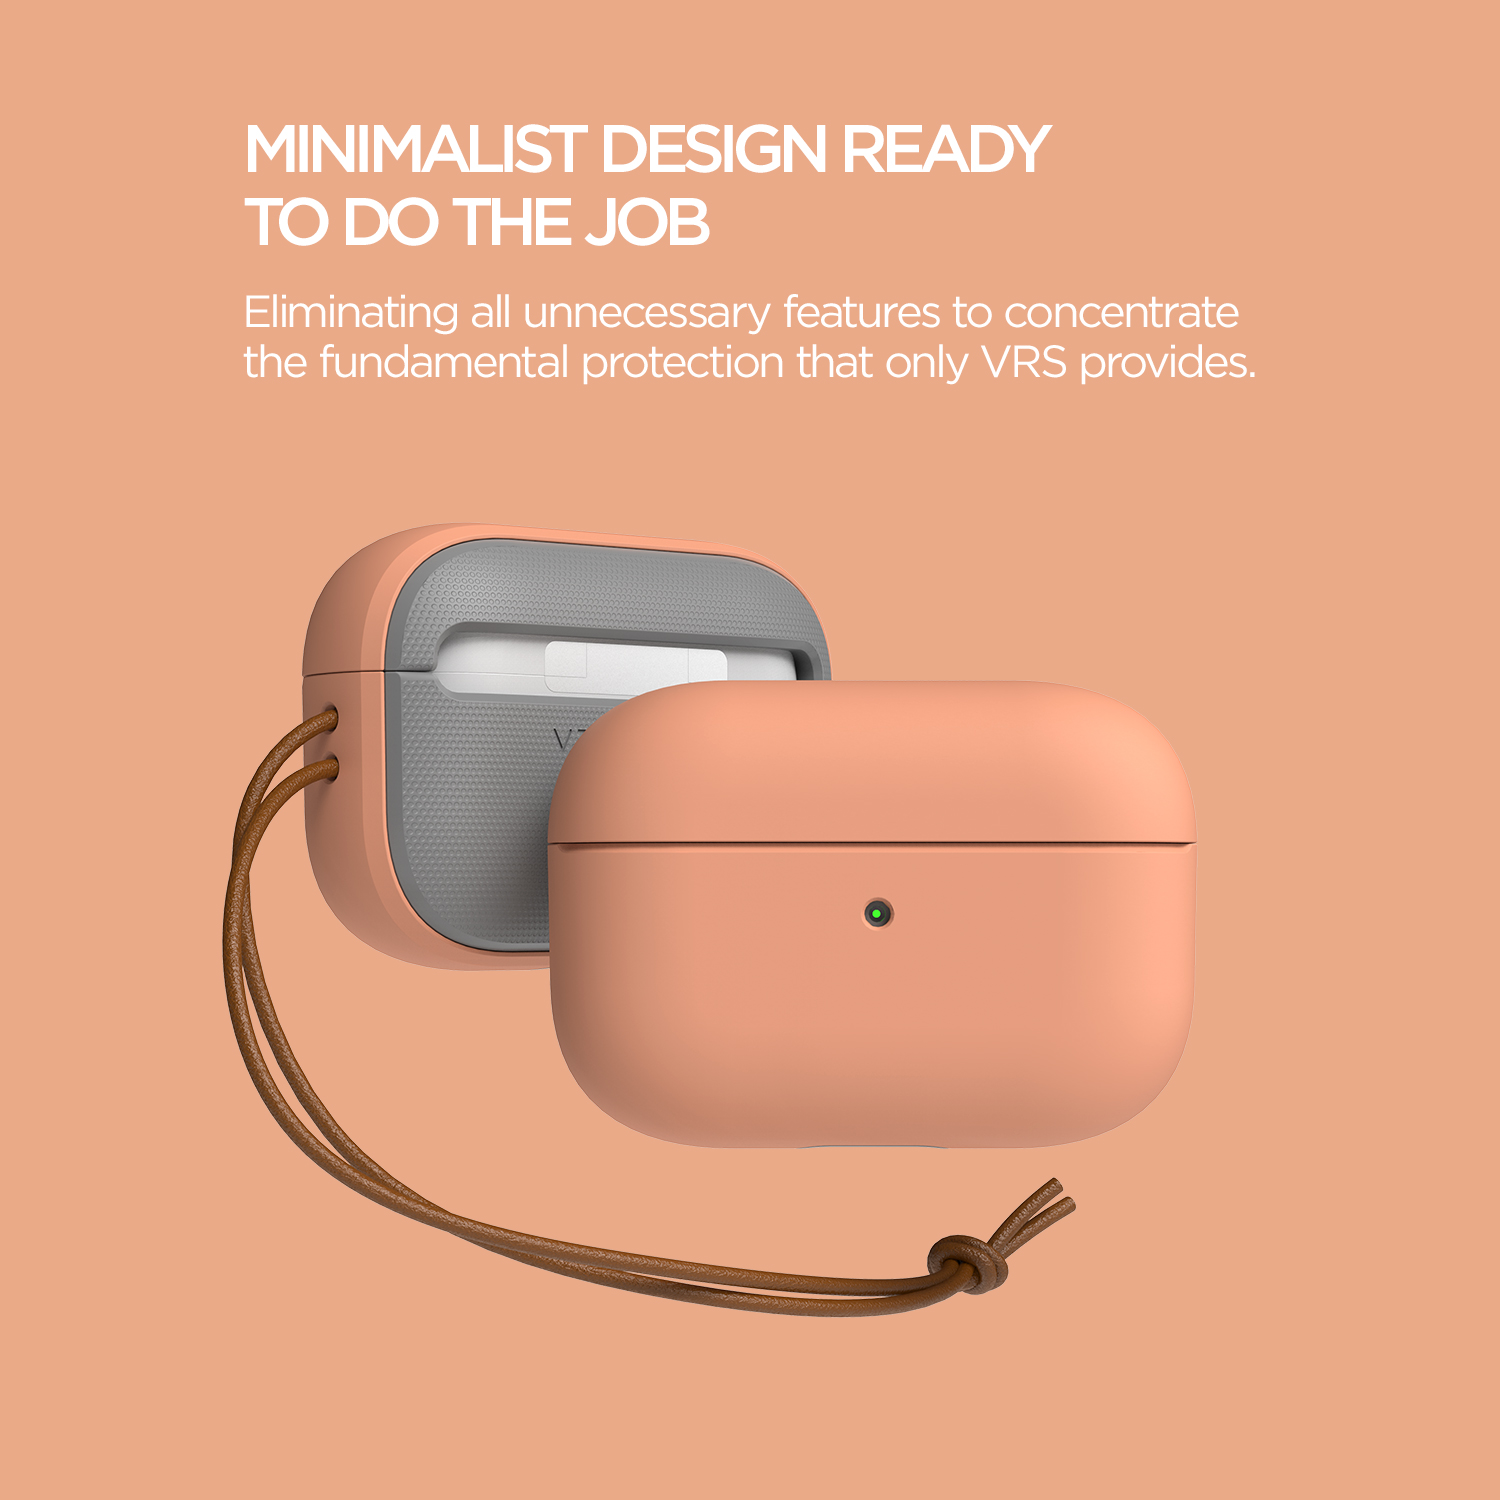 MINIMALIST DESIGN READY
TO DO THE JOB
Eliminating all unnecessary features to concentrate
the fundamental protection that only VRS provides.